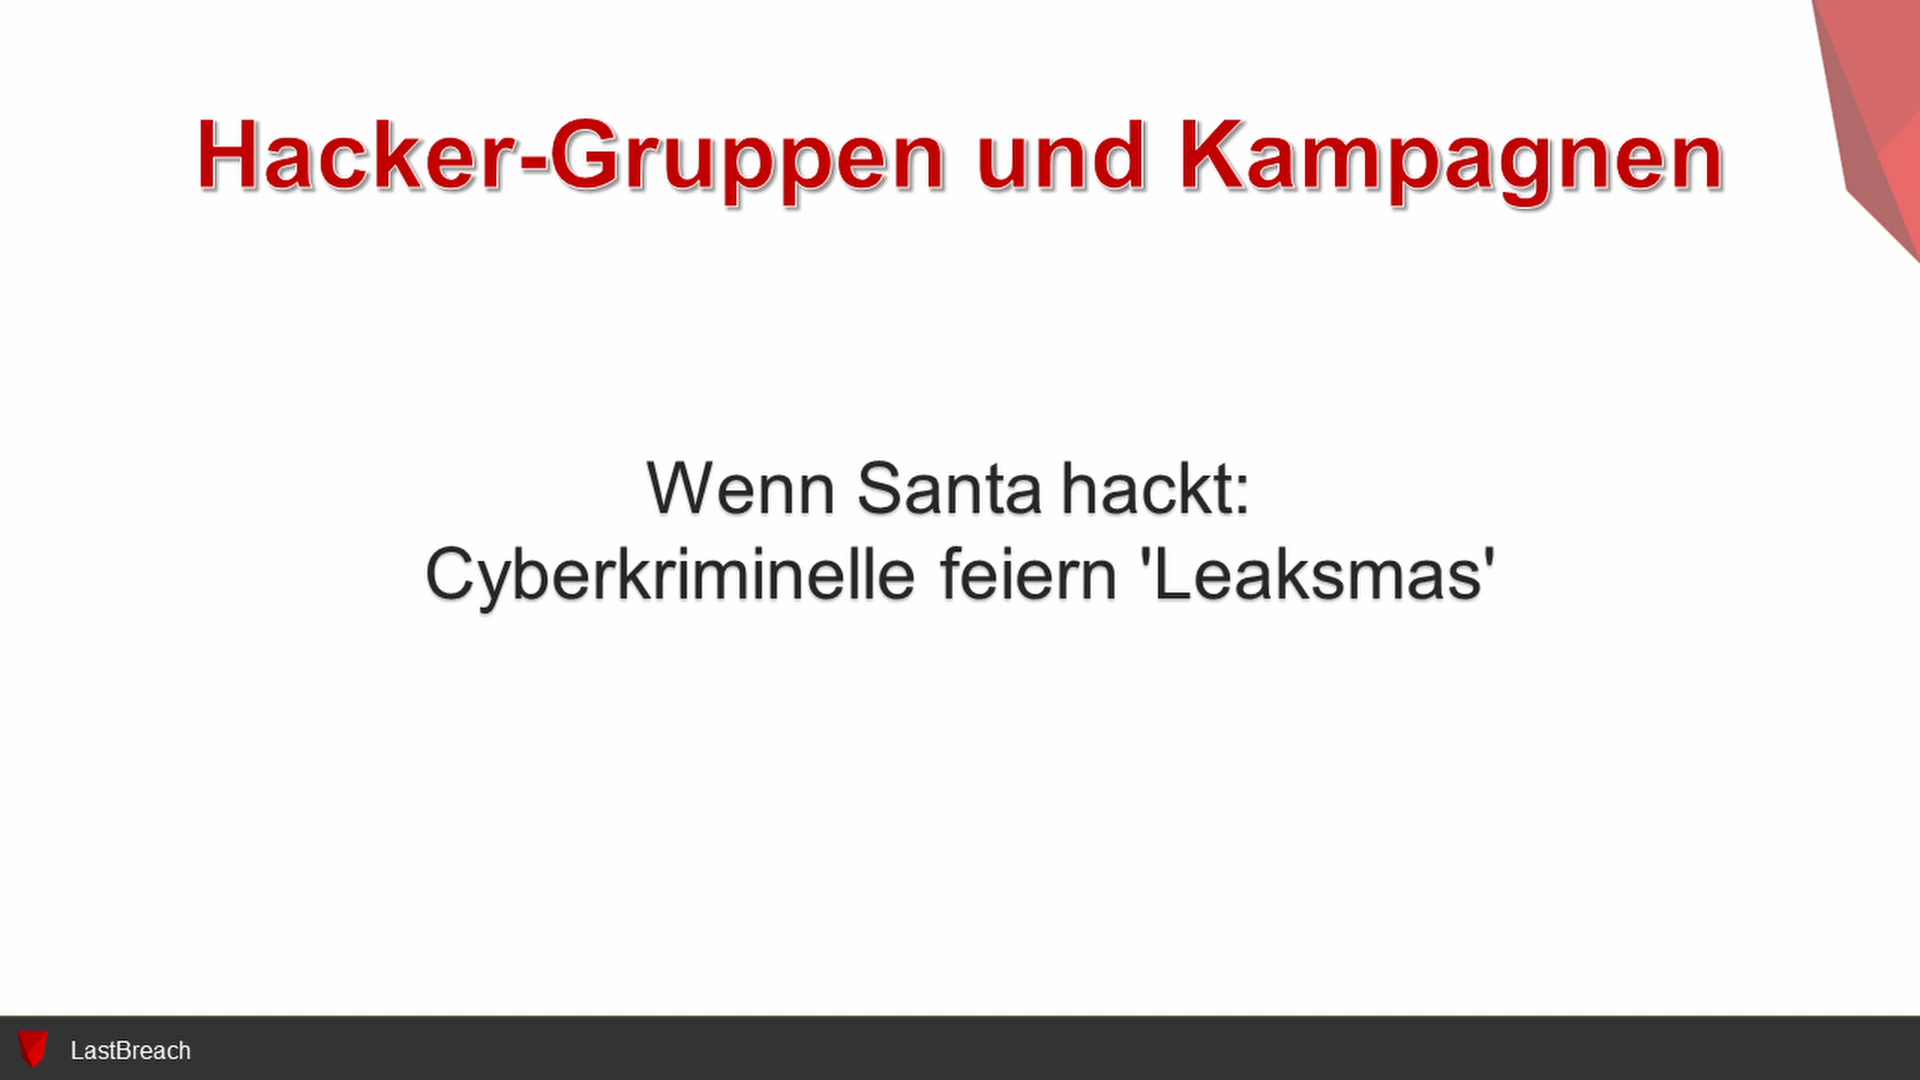 Hacker-Gruppen und Kampagnen
Wenn Santa hackt:
Cyberkriminelle feiern 'Leaksmas'
LastBreach